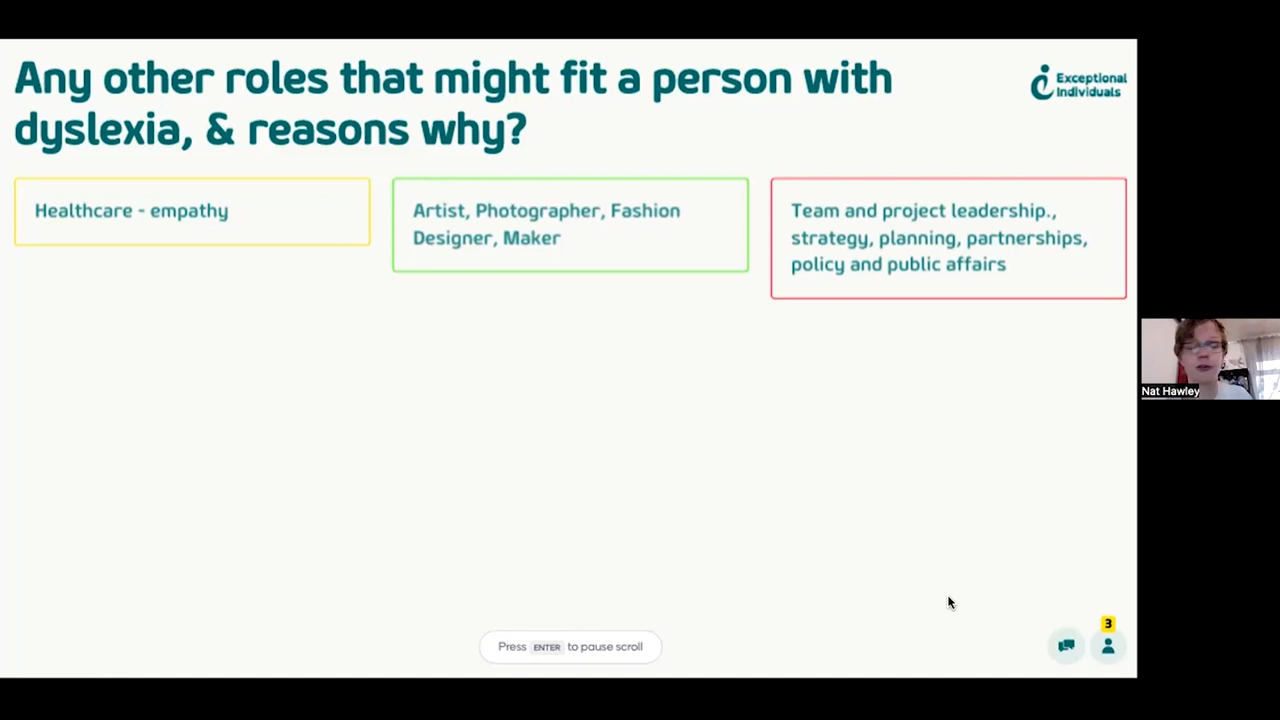 Any other roles that might fit a person with
dyslexia, & reasons why?
Exceptional
Individuals
Healthcare - empathy
Artist, Photographer, Fashion
Designer, Maker
Team and project leadership.,
strategy, planning, partnerships,
policy and public affairs
Nat Hawley
3
Press ENTER to pause scroll